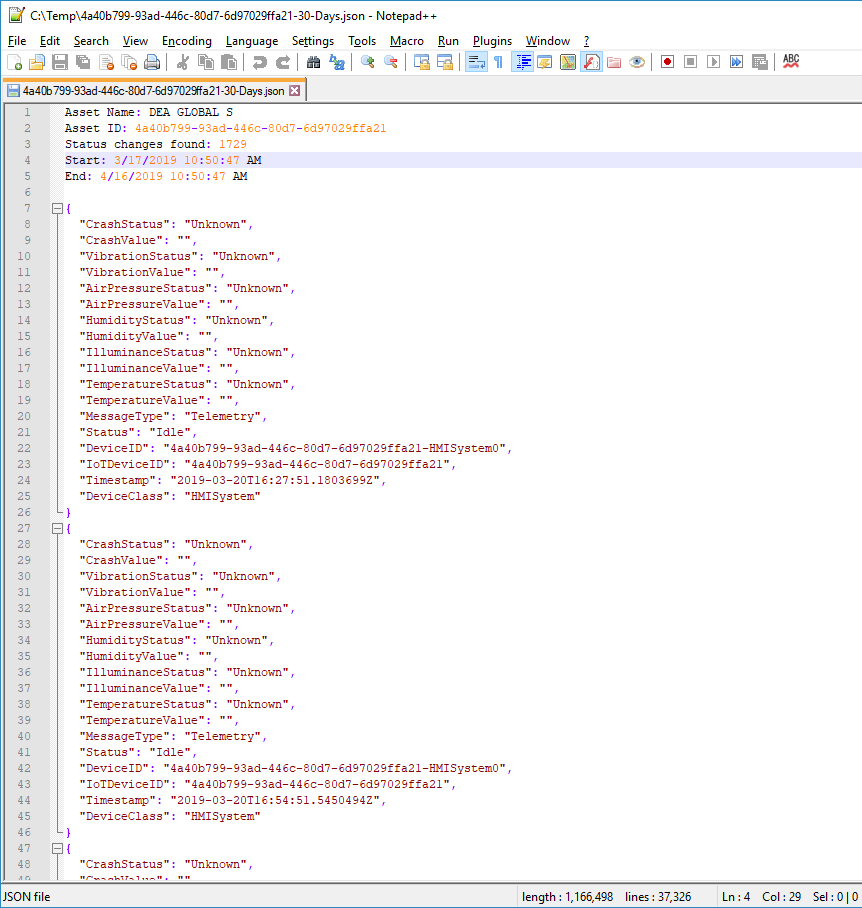 C:\Temp\4a40b799-93ad-446c-80d7-6d97029ffa21-30-Days.json - Notepad++
File Edit Search View Encoding Language Settings Tools Macro Run Plugins Window ?
ABC
4a40b799-93ad-446c-80d7-6d97029ffa21-30-Days.json
1 Asset Name: DEA GLOBAL S
2 Asset ID: 4a40b799-93ad-446c-80d7-6d97029ffa21
3 Status changes found: 1729
4 Start: 3/17/2019 10:50:47 AM
5 End: 4/16/2019 10:50:47 AM
6
7 {
8 "CrashStatus": "Unknown",
9 "CrashValue": "",
10 "VibrationStatus": "Unknown",
11 "VibrationValue": "",
12 "AirPressureStatus": "Unknown",
13 "AirPressureValue": "",
14 "HumidityStatus": "Unknown",
15 "HumidityValue": "",
16 "IlluminanceStatus": "Unknown",
17 "IlluminanceValue": "",
18 "TemperatureStatus": "Unknown",
19 "TemperatureValue": "",
20 "MessageType": "Telemetry",
21 "Status": "Idle",
22 "DeviceID": "4a40b799-93ad-446c-80d7-6d97029ffa21-HMISystem0",
23 "IoTDeviceID": "4a40b799-93ad-446c-80d7-6d97029ffa21",
24 "Timestamp": "2019-03-20T16:27:51.1803699Z",
25 "DeviceClass": "HMISystem"
26 }
27 {
28 "CrashStatus": "Unknown",
29 "CrashValue": "",
30 "VibrationStatus": "Unknown",
31 "VibrationValue": "",
32 "AirPressureStatus": "Unknown",
33 "AirPressureValue": "",
34 "HumidityStatus": "Unknown",
35 "HumidityValue": "",
36 "IlluminanceStatus": "Unknown",
37 "IlluminanceValue": "",
38 "TemperatureStatus": "Unknown",
39 "TemperatureValue": "",
40 "MessageType": "Telemetry",
41 "Status": "Idle",
42 "DeviceID": "4a40b799-93ad-446c-80d7-6d97029ffa21-HMISystem0",
43 "IoTDeviceID": "4a40b799-93ad-446c-80d7-6d97029ffa21",
44 "Timestamp": "2019-03-20T16:54:51.5450494Z",
45 "DeviceClass": "HMISystem"
46 }
47 {
48 "CrashStatus": "Unknown",
49 "CrashValue": "",
JSON file length : 1,166,498 lines : 37,326 Ln : 4 Col : 29 Sel : 0 | 0